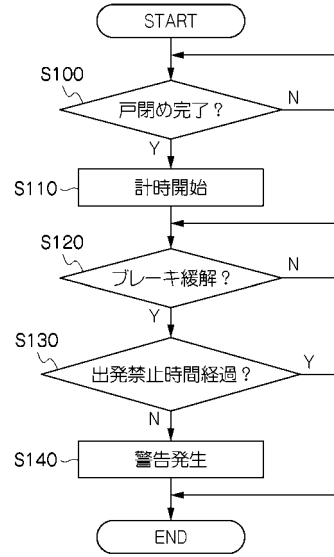 START
S100
戸閉め完了？
N
Y
S110
計時開始
S120
ブレーキ緩解？
N
Y
S130
出発禁止時間経過？
Y
N
S140
警告発生
END